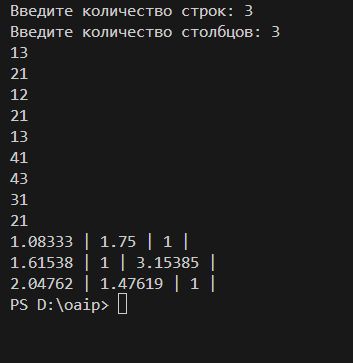 Введите количество строк: 3
Введите количество столбцов: 3
13
21
12
21
13
41
43
31
21
1.08333 | 1.75 | 1 |
1.61538 | 1 | 3.15385 |
2.04762 | 1.47619 | 1 |
PS D:\oaip>